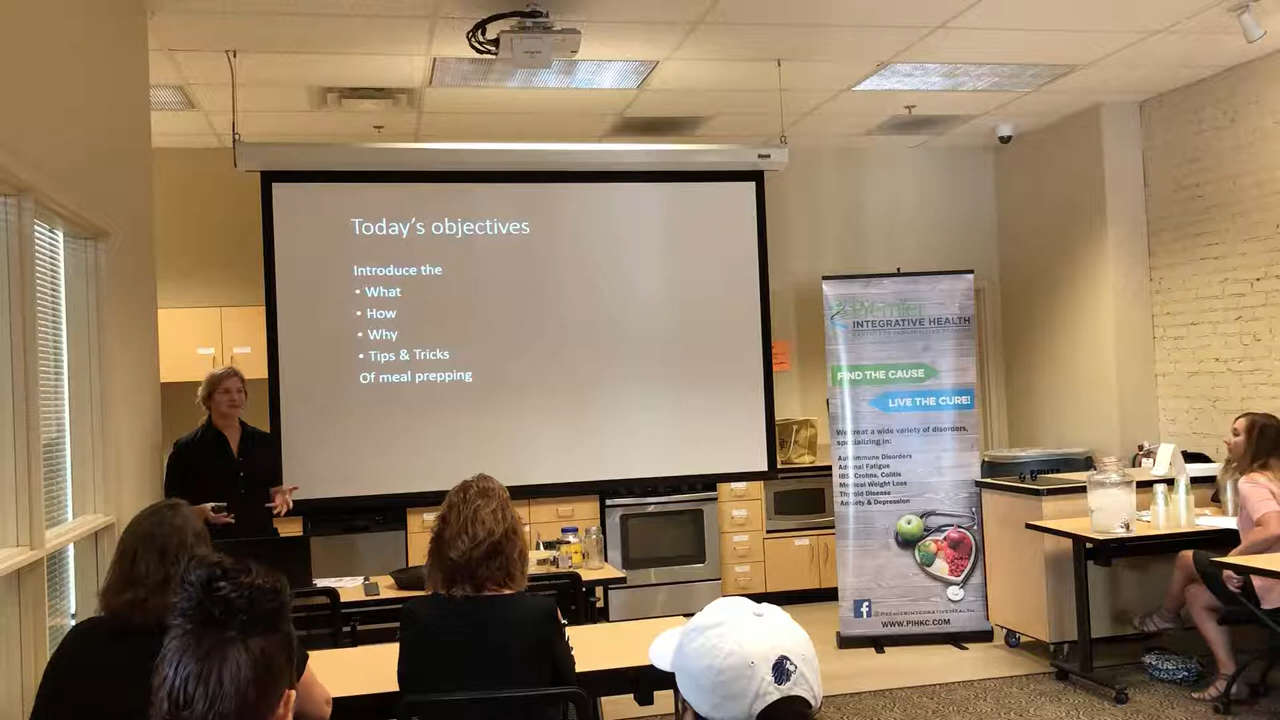 Today's objectives
Introduce the
• What
• How
• Why
• Tips & Tricks
Of meal prepping
Premier
INTEGRATIVE HEALTH
FIND THE CAUSE
LIVE THE CURE!
We treat a wide variety of disorders,
specializing in:
Autoimmune Disorders
Adrenal Fatigue
IBS, Crohns, Colitis
Medical Weight Loss
Thyroid Disease
Anxiety & Depression
f @PREMIERINTEGRATIVEHEALTH
WWW.PIHKC.COM